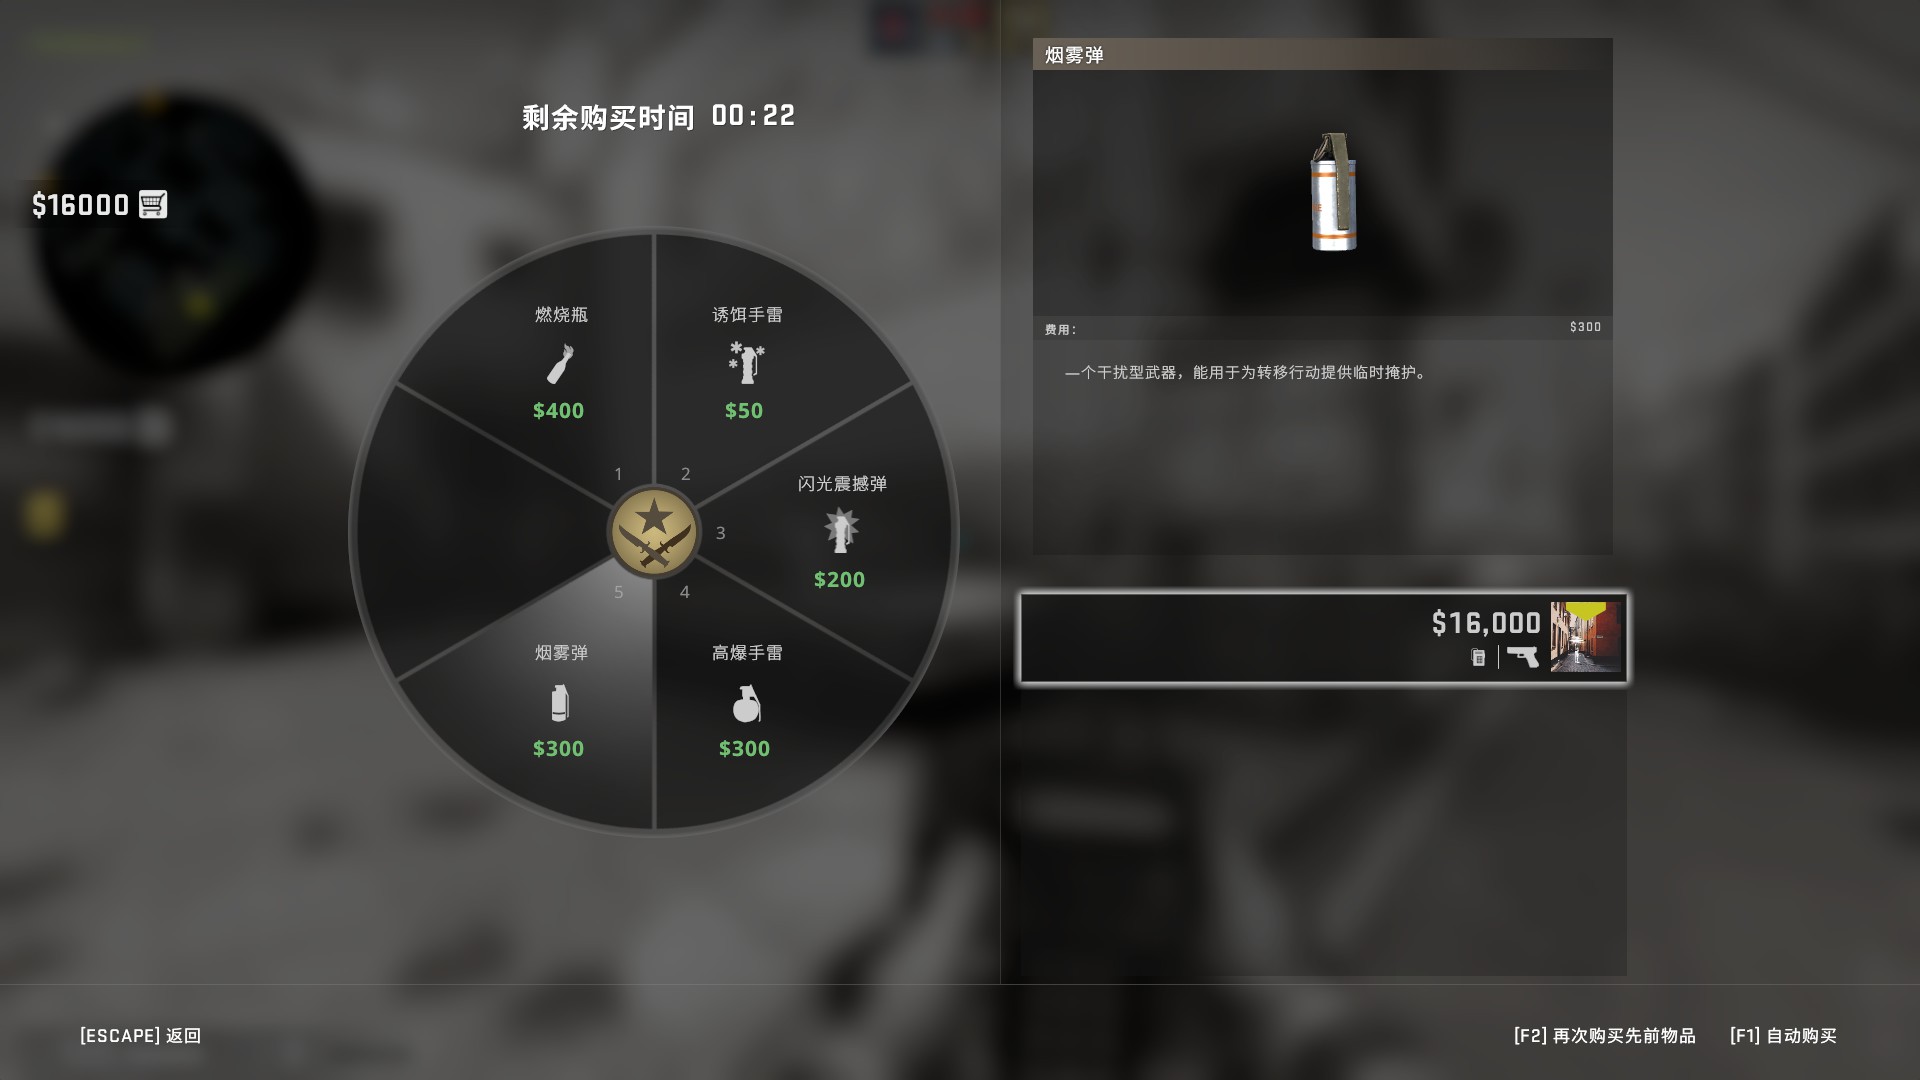 剩余购买时间 00:22
$16000
燃烧瓶
$400
诱饵手雷
$50
闪光震撼弹
$200
高爆手雷
$300
烟雾弹
$300
1
2
3
4
5
烟雾弹
费用:
$300
一个干扰型武器，能用于为转移行动提供临时掩护。
$16,000
[ESCAPE] 返回
[F2] 再次购买先前物品
[F1] 自动购买